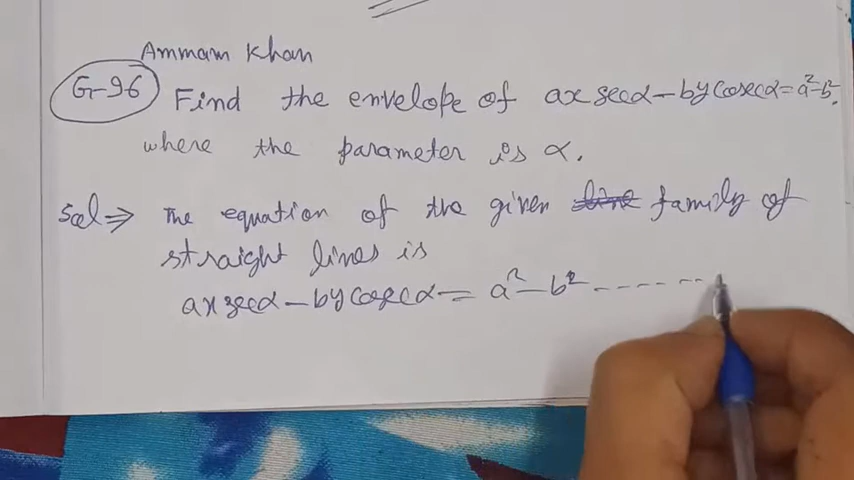 Ammam Khan
G-96 Find the envelope of ax secα - by cosecα = a²-b².
where the parameter is α.
Sol ⇒ The equation of the given line family of
straight lines is
ax secα - by cosecα = a² - b² -------